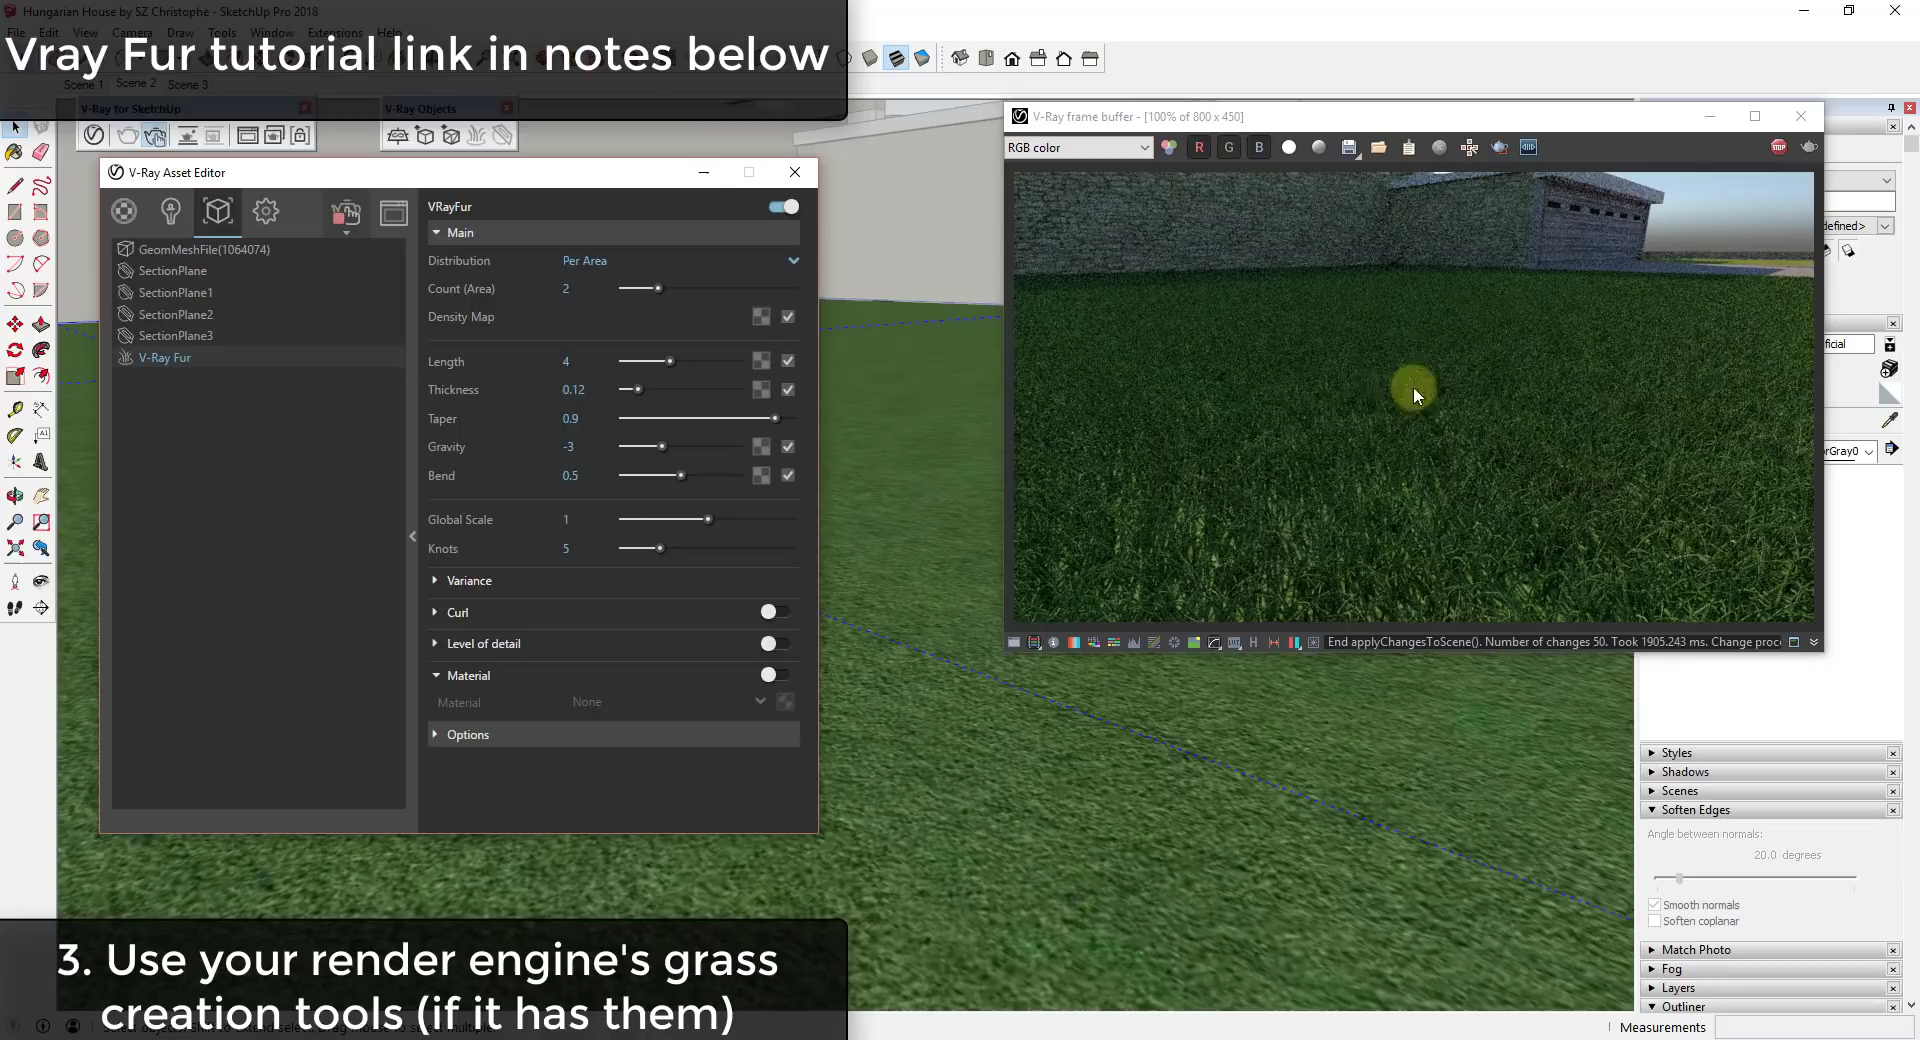 Hungarian House by SZ Christophe - SketchUp Pro 2018
File Edit View Camera Draw Tools Window Extensions Help
Vray Fur tutorial link in notes below
Scene 1 Scene 2 Scene 3
V-Ray for SketchUp
V-Ray Objects
V-Ray Asset Editor
GeomMeshFile(1064074)
SectionPlane
SectionPlane1
SectionPlane2
SectionPlane3
V-Ray Fur
VRayFur
Main
Distribution Per Area
Count (Area) 2
Density Map
Length 4
Thickness 0.12
Taper 0.9
Gravity -3
Bend 0.5
Global Scale 1
Knots 5
Variance
Curl
Level of detail
Material
Material None
Options
V-Ray frame buffer - [100% of 800 x 450]
RGB color
R G B
STOP
HSL
LUT
H
End applyChangesToScene(). Number of changes 50. Took 1905.243 ms. Change proc
efined>
ficial
orGray0
Styles
Shadows
Scenes
Soften Edges
Angle between normals:
20.0 degrees
Smooth normals
Soften coplanar
Match Photo
Fog
Layers
Outliner
3. Use your render engine's grass
creation tools (if it has them)
Measurements